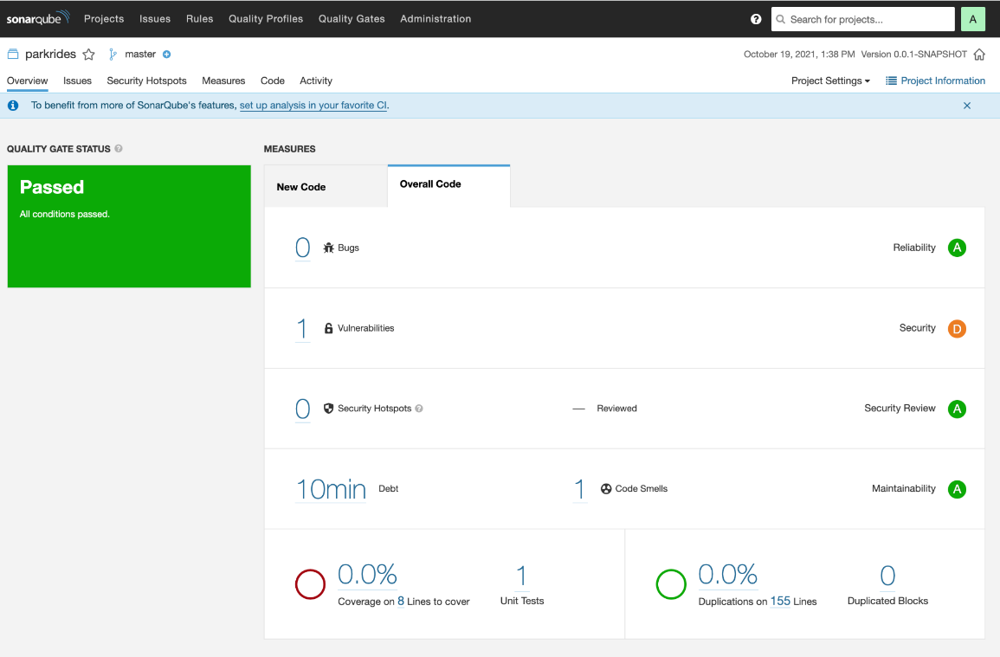 sonarqube Projects Issues Rules Quality Profiles Quality Gates Administration ? Search for projects... A
parkrides master October 19, 2021, 1:38 PM Version 0.0.1-SNAPSHOT
Overview Issues Security Hotspots Measures Code Activity Project Settings Project Information
To benefit from more of SonarQube's features, set up analysis in your favorite CI.
QUALITY GATE STATUS ?
Passed
All conditions passed.
MEASURES
New Code Overall Code
0 Bugs Reliability A
1 Vulnerabilities Security D
0 Security Hotspots ? — Reviewed Security Review A
10min Debt 1 Code Smells Maintainability A
0.0% 1 0.0% 0
Coverage on 8 Lines to cover Unit Tests Duplications on 155 Lines Duplicated Blocks